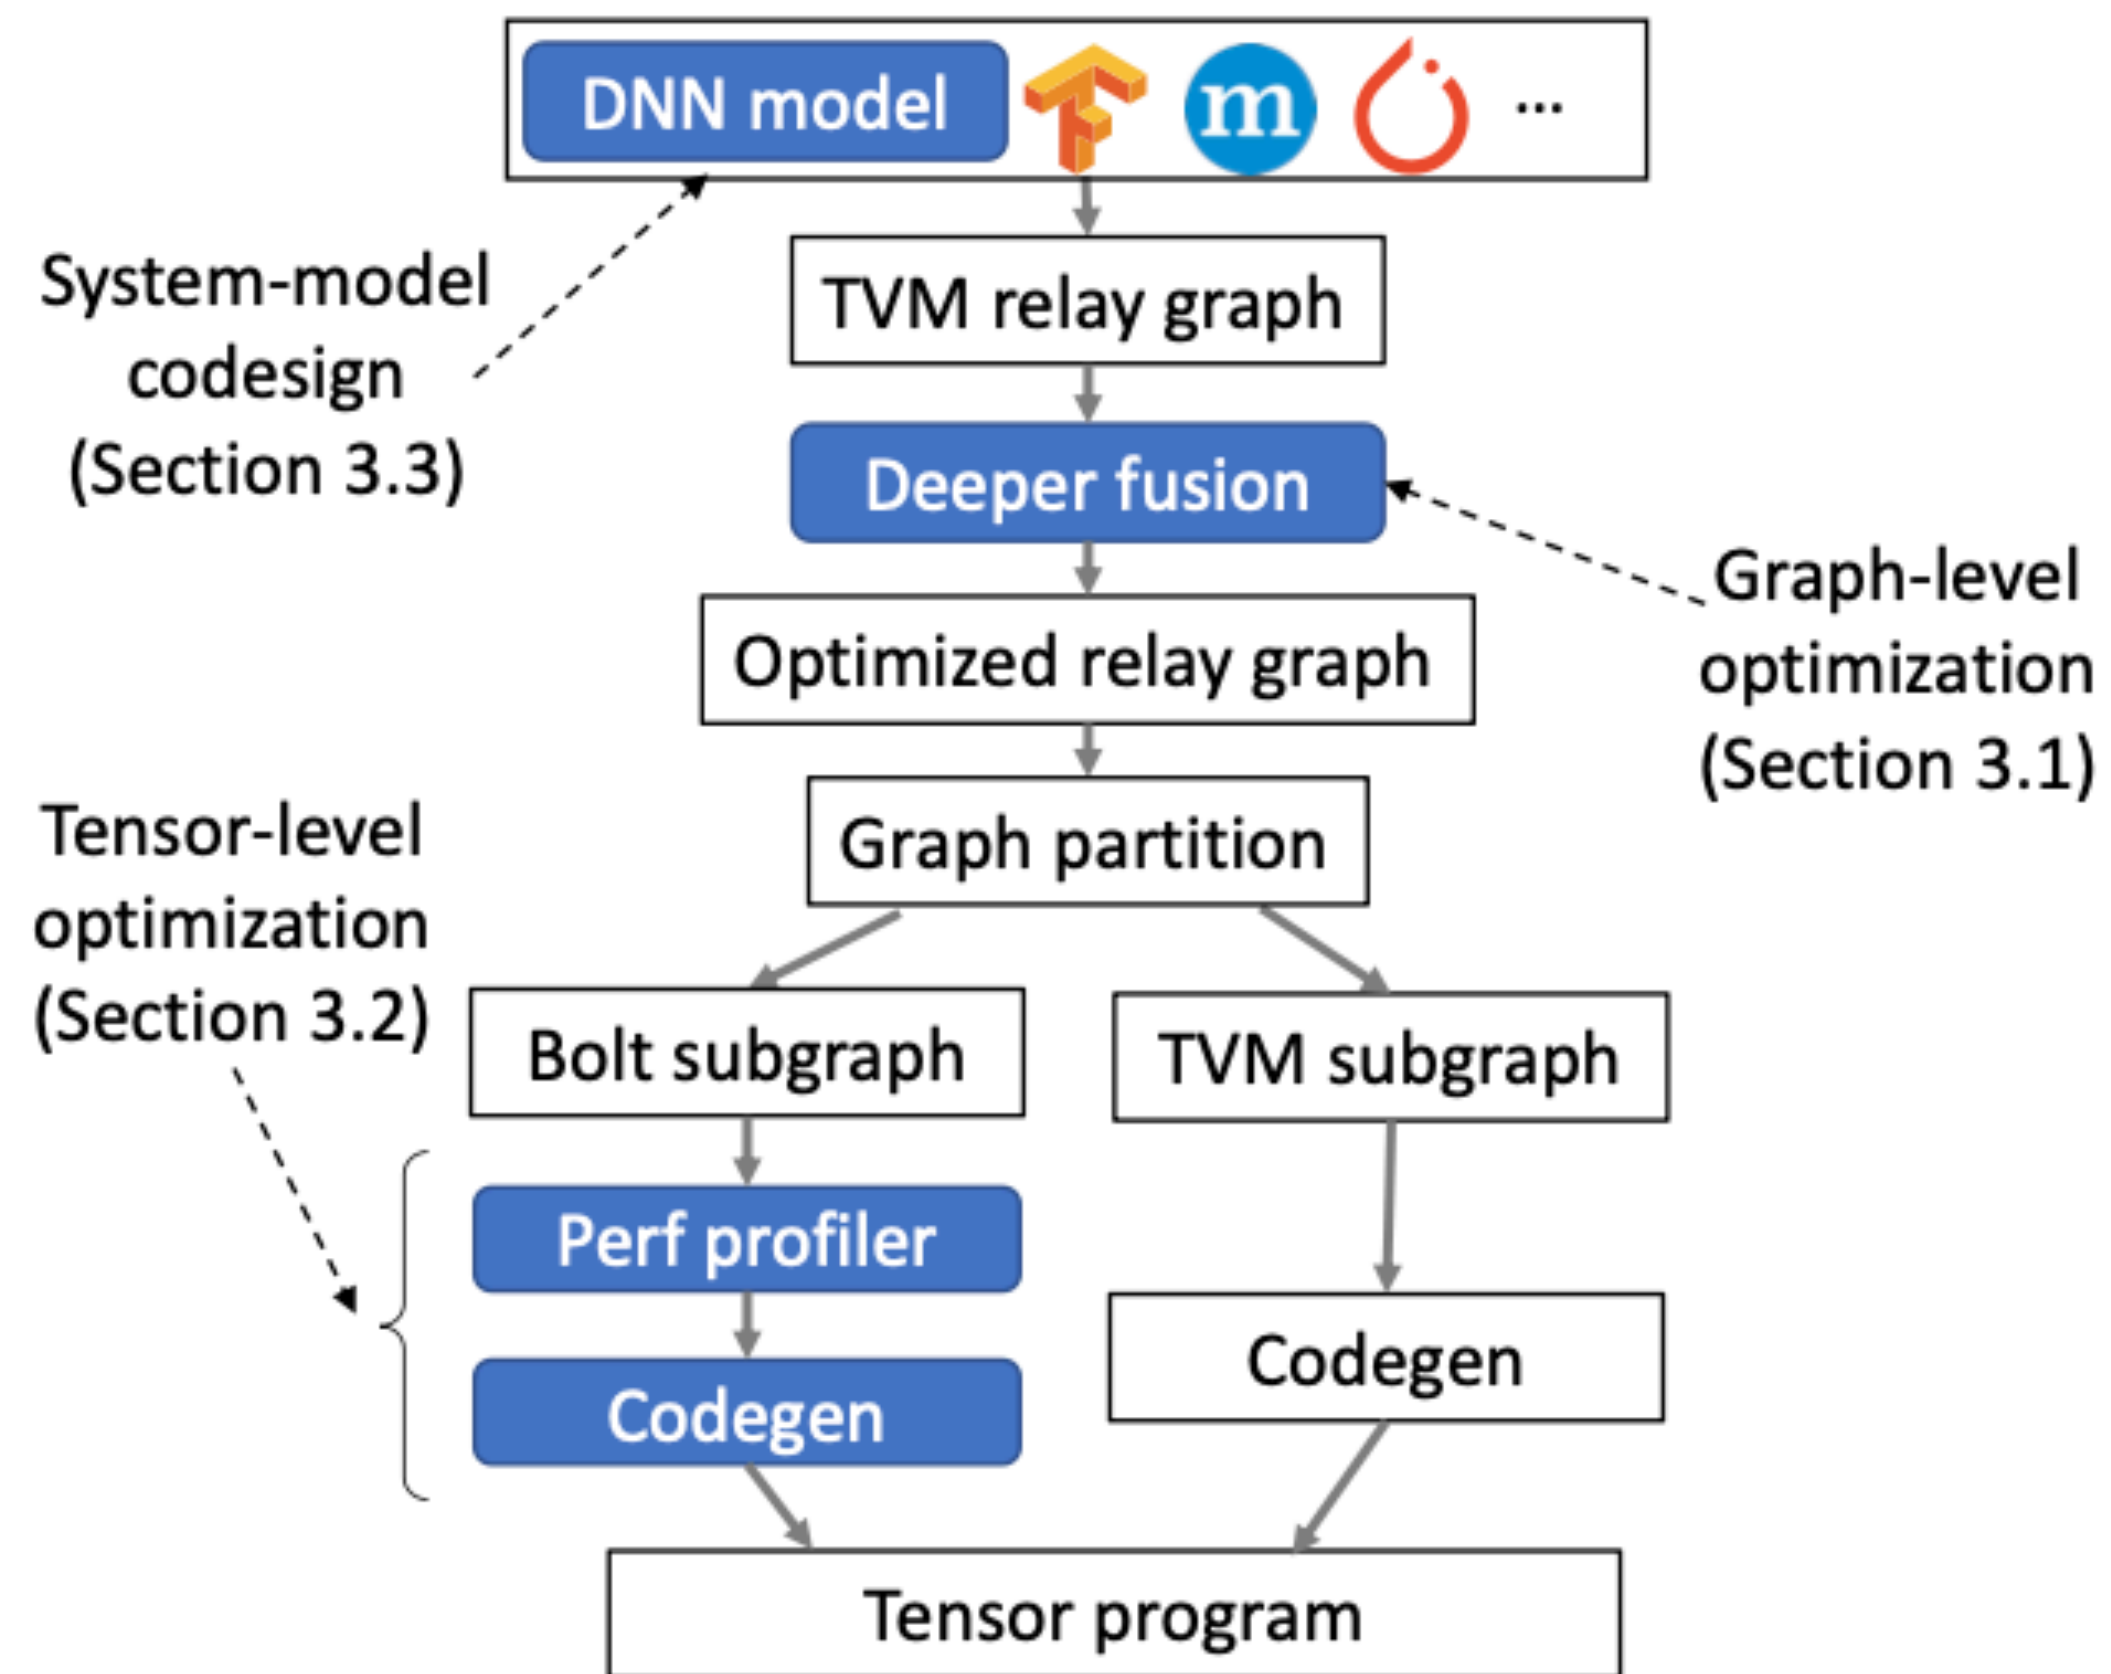 DNN model
m
...
System-model
codesign
(Section 3.3)
TVM relay graph
Deeper fusion
Graph-level
optimization
(Section 3.1)
Optimized relay graph
Graph partition
Tensor-level
optimization
(Section 3.2)
Bolt subgraph
TVM subgraph
Perf profiler
Codegen
Codegen
Tensor program